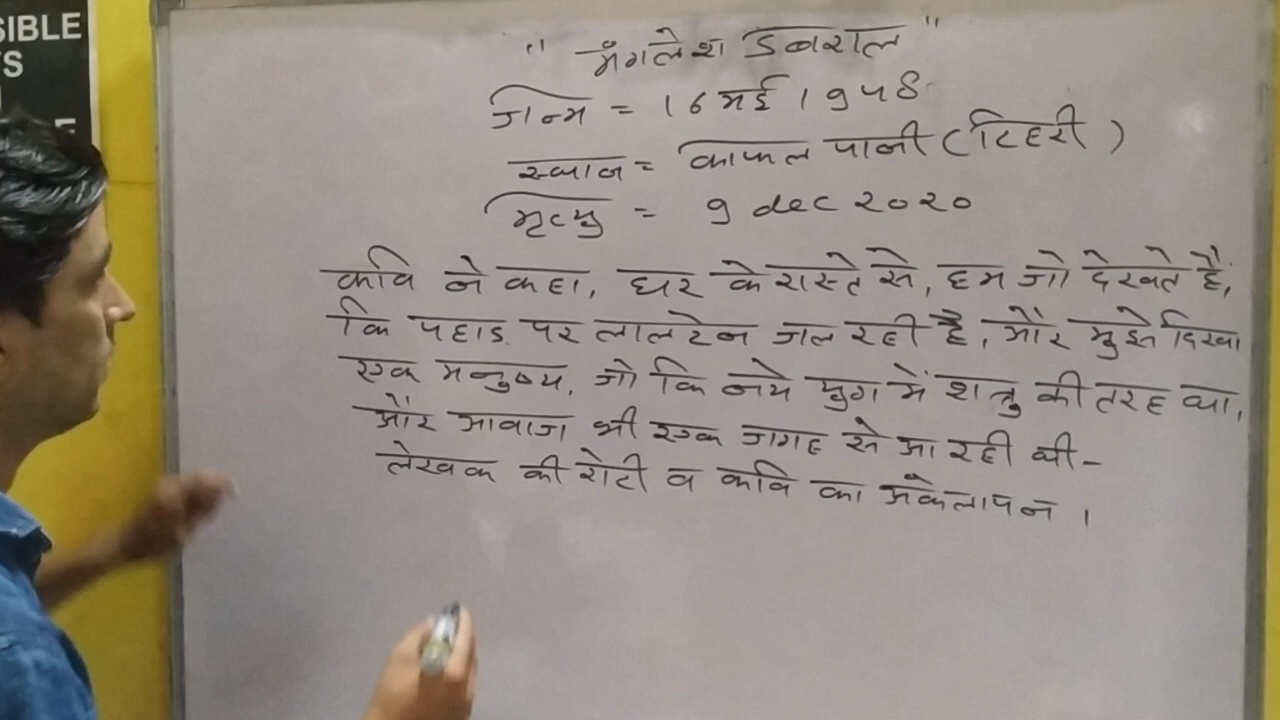 SIBLE
S
" मंगलेश डबराल "
जन्म = 16 मई 1948
स्थान = काफल पानी (टिहरी)
मृत्यु = 9 dec 2020
कवि ने कहा, घर के रास्ते से, हम जो देखते हैं,
कि पहाड़ पर लालटेन जल रही है, और मुझे दिखा
एक मनुष्य, जो कि नये युग में शत्रु की तरह था,
और आवाज भी एक जगह से आ रही थी-
लेखक की रोटी व कवि का अकेलापन ।